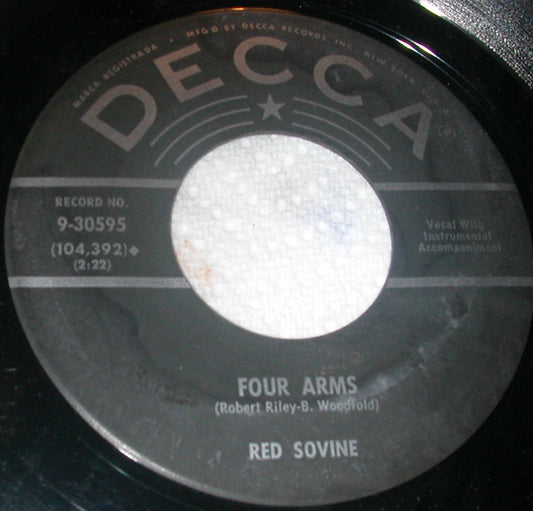 MARCA REGISTRADA • MFG'D BY DECCA RECORDS, INC., NEW YORK,
DECCA ®
RECORD NO.
9-30595
(104,392)◆
(2:22)
Vocal With
Instrumental
Accompaniment
FOUR ARMS
(Robert Riley-B. Woodfold)
RED SOVINE